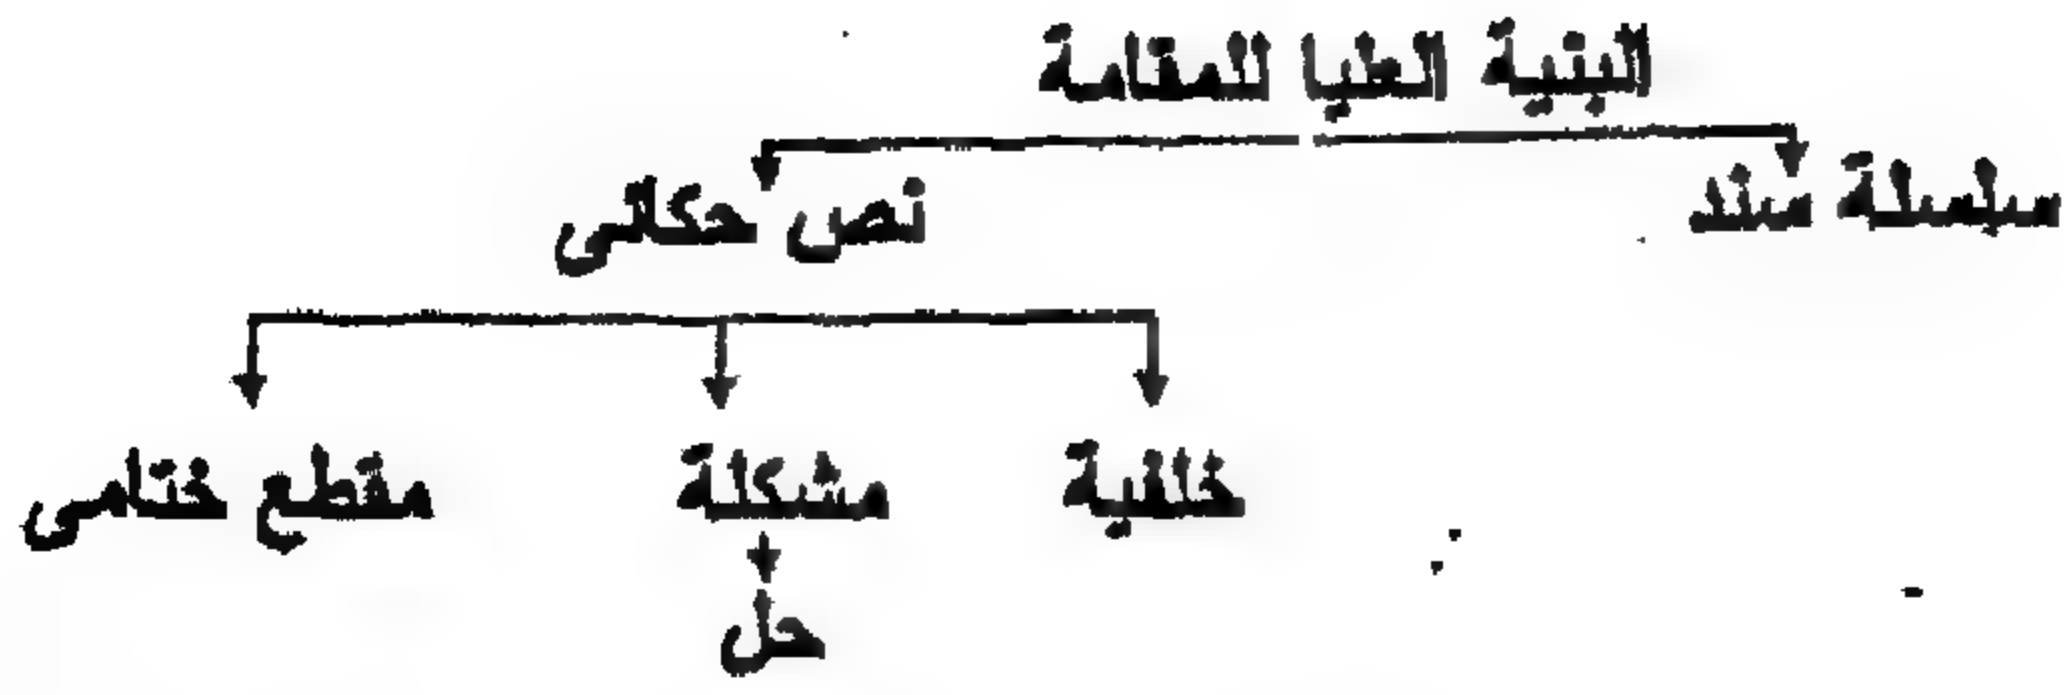 البنية العليا للمقامة
سلسلة سند
نص حكائى
خلفية
مشكلة
مقطع ختامى
حل